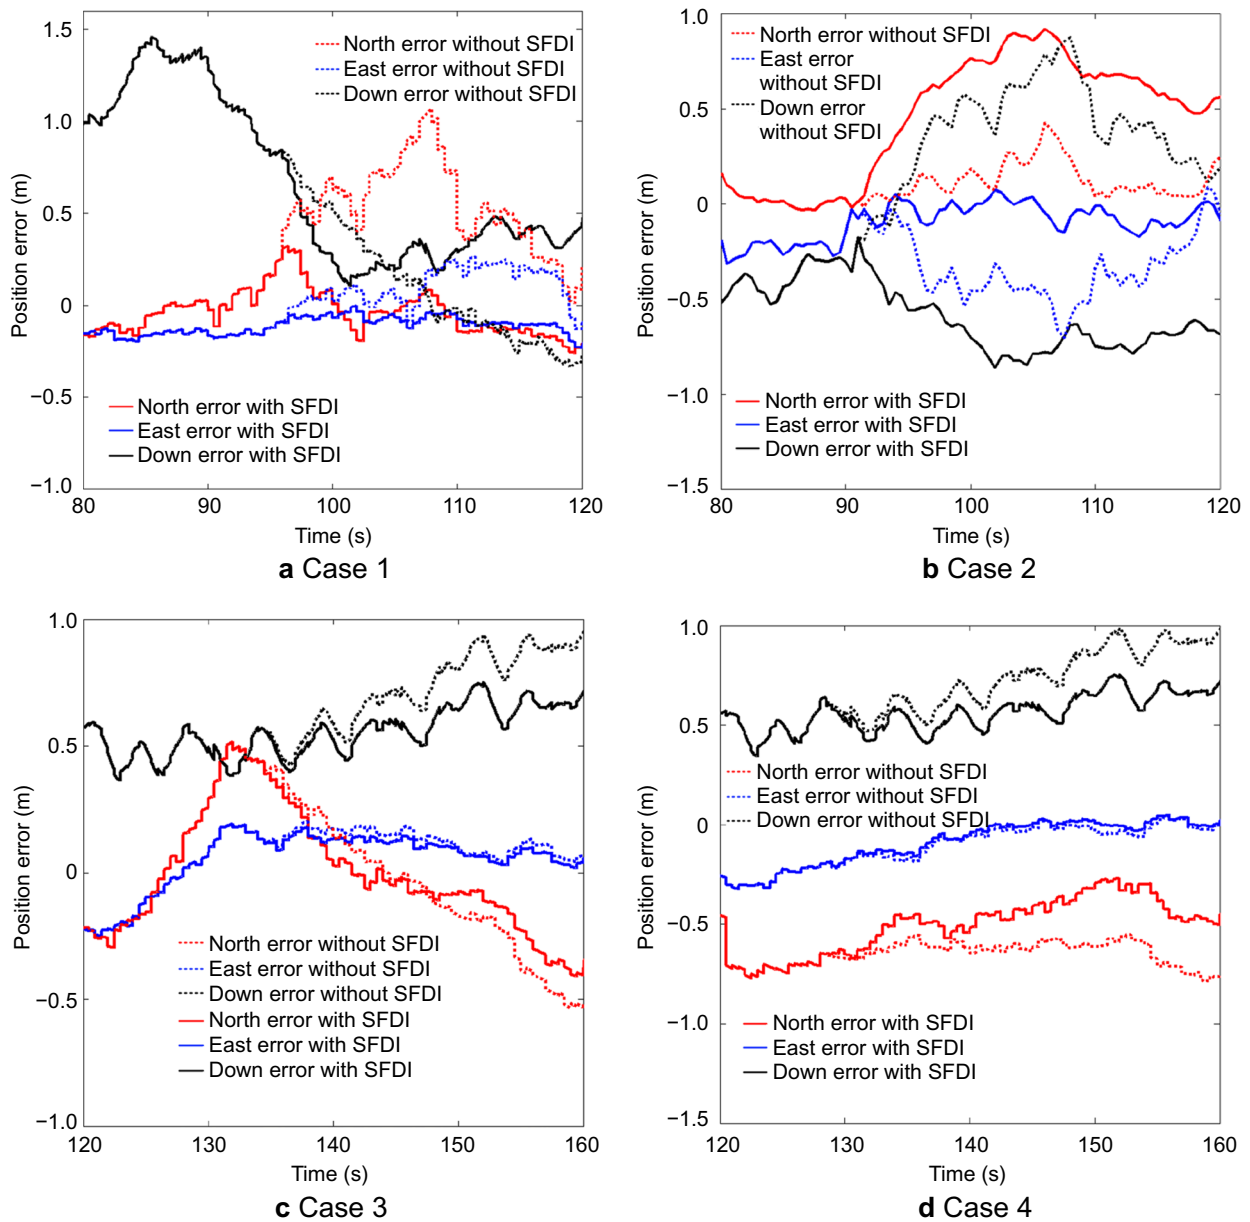 1.5
1.0
0.5
0
−0.5
−1.0
Position error (m)
North error without SFDI
East error without SFDI
Down error without SFDI
North error with SFDI
East error with SFDI
Down error with SFDI
80
90
100
110
120
Time (s)
a Case 1
1.0
0.5
0
−0.5
−1.0
−1.5
Position error (m)
North error without SFDI
East error
without SFDI
Down error
without SFDI
North error with SFDI
East error with SFDI
Down error with SFDI
80
90
100
110
120
Time (s)
b Case 2
1.0
0.5
0
−0.5
−1.0
Position error (m)
North error without SFDI
East error without SFDI
Down error without SFDI
North error with SFDI
East error with SFDI
Down error with SFDI
120
130
140
150
160
Time (s)
c Case 3
1.0
0.5
0
−0.5
−1.0
−1.5
Position error (m)
North error without SFDI
East error without SFDI
Down error without SFDI
North error with SFDI
East error with SFDI
Down error with SFDI
120
130
140
150
160
Time (s)
d Case 4